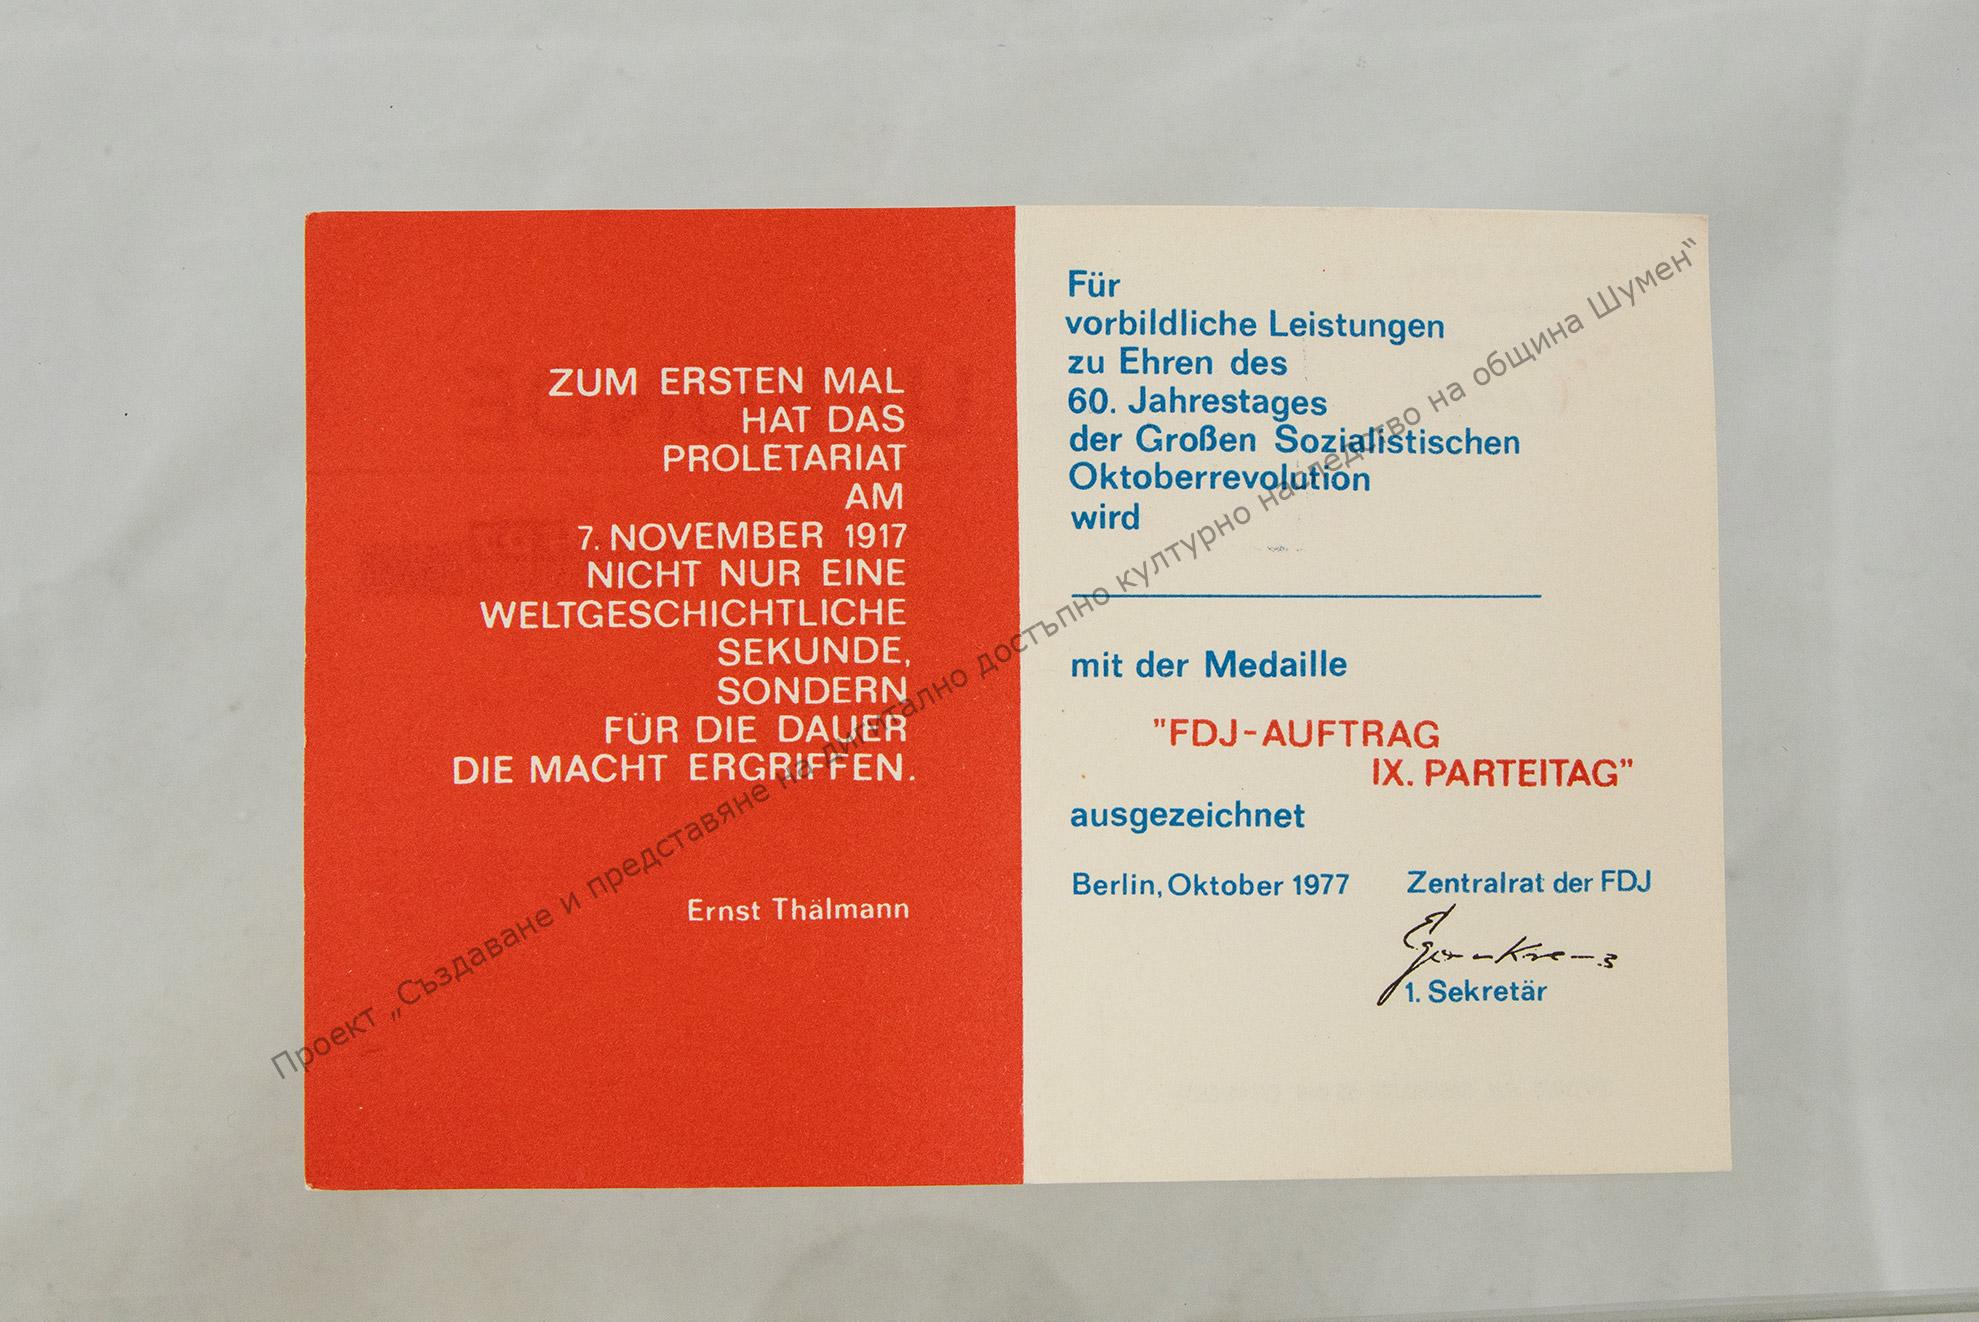 ZUM ERSTEN MAL
HAT DAS
PROLETARIAT
AM
7. NOVEMBER 1917
NICHT NUR EINE
WELTGESCHICHTLICHE
SEKUNDE,
SONDERN
FÜR DIE DAUER
DIE MACHT ERGRIFFEN.
Ernst Thälmann
Für
vorbildliche Leistungen
zu Ehren des
60. Jahrestages
der Großen Sozialistischen
Oktoberrevolution
wird
mit der Medaille
"FDJ-AUFTRAG
IX. PARTEITAG"
ausgezeichnet
Berlin, Oktober 1977 Zentralrat der FDJ
Egon Krenz
1. Sekretär
Проект „Създаване и представяне на дигитално достъпно културно наследство на община Шумен“